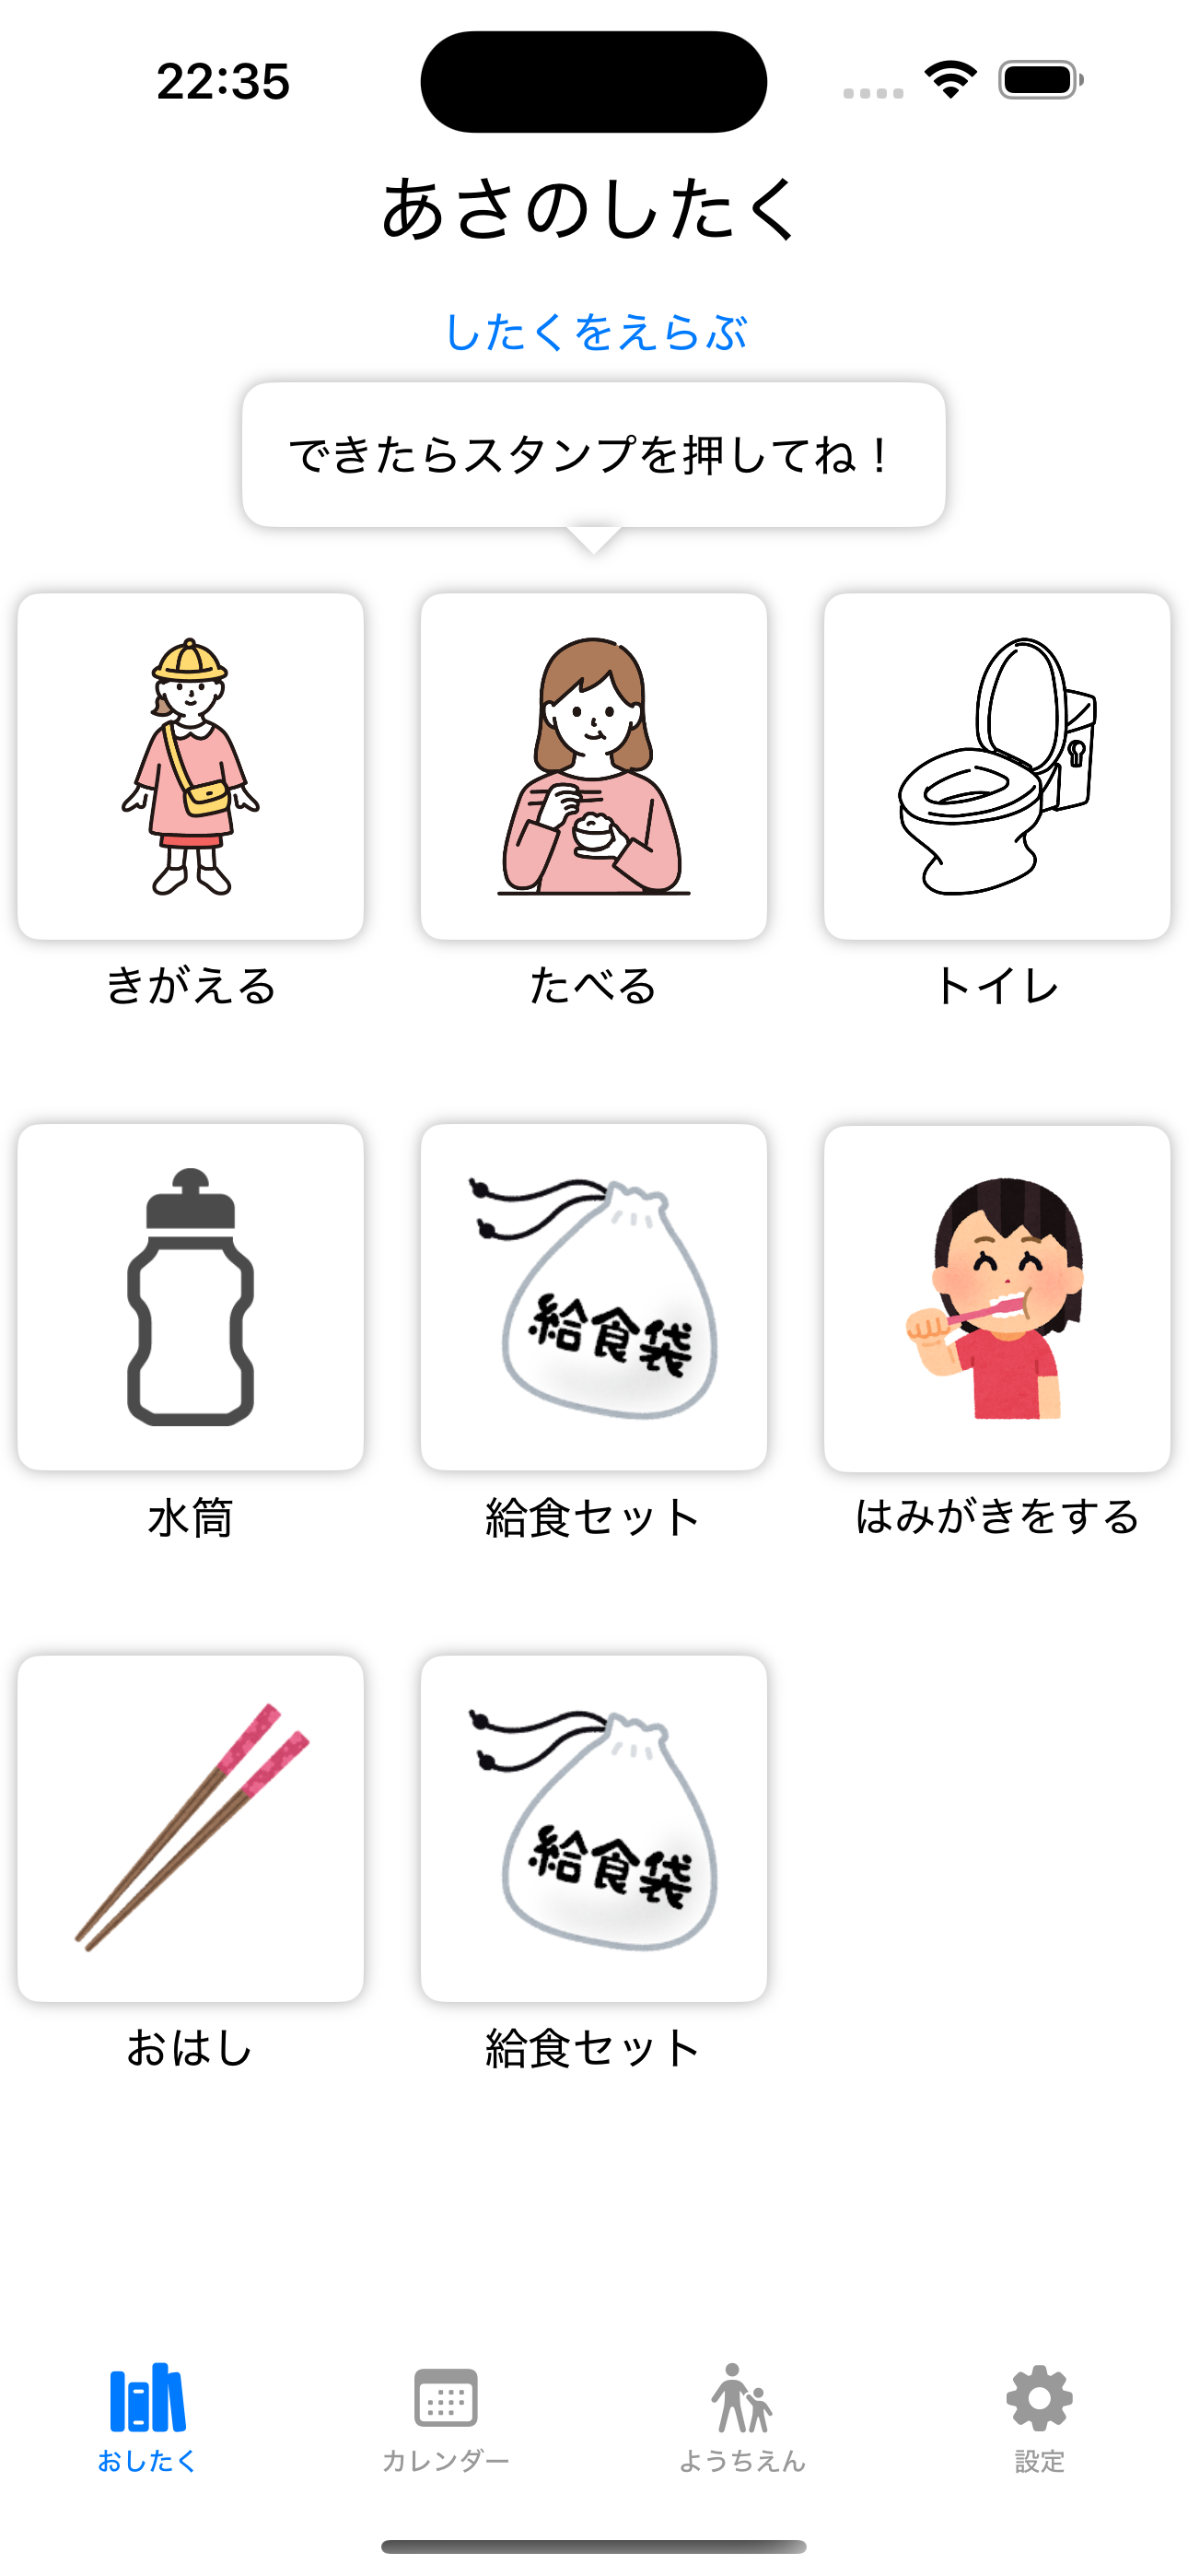 22:35
あさのしたく
したくをえらぶ
できたらスタンプを押してね！
きがえる
たべる
トイレ
給食袋
水筒
給食セット
はみがきをする
給食袋
おはし
給食セット
おしたく
カレンダー
ようちえん
設定